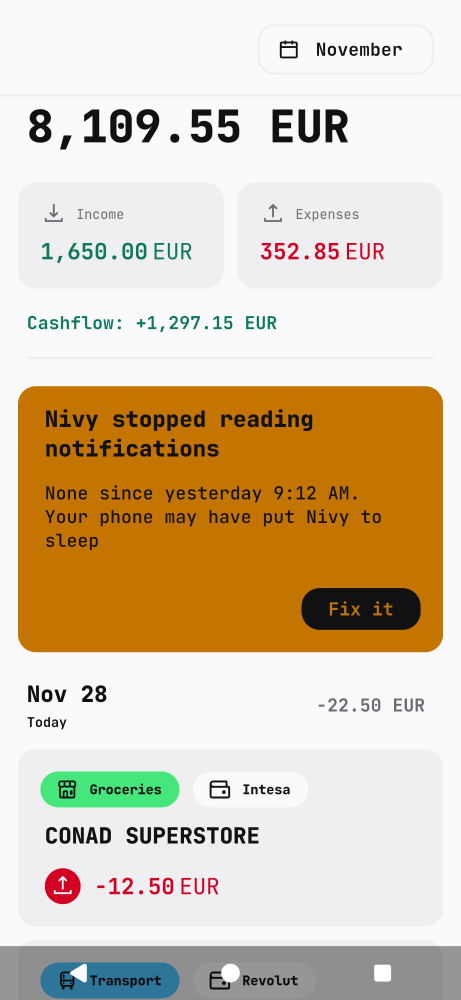 November
8,109.55 EUR
Income
Expenses
1,650.00 EUR
352.85 EUR
Cashflow: +1,297.15 EUR
Nivy stopped reading
notifications
None since yesterday 9:12 AM.
Your phone may have put Nivy to
sleep
Fix it
Nov 28
-22.50 EUR
Today
Groceries
Intesa
CONAD SUPERSTORE
-12.50 EUR
Transport
Revolut